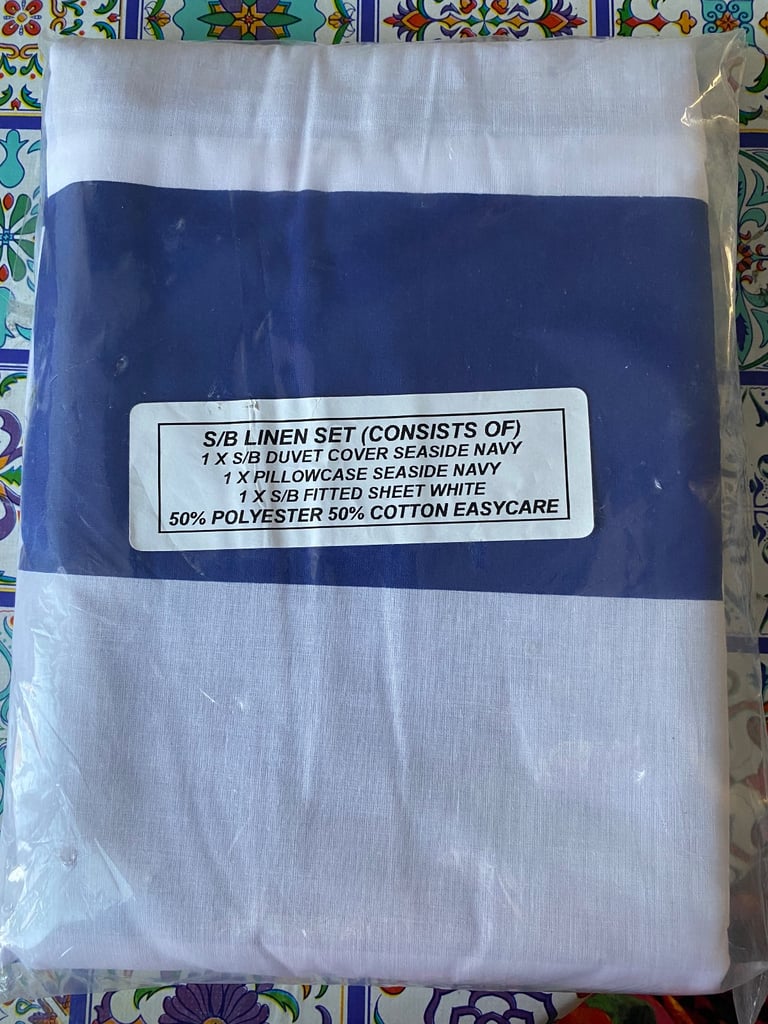 S/B LINEN SET (CONSISTS OF)
1 X S/B DUVET COVER SEASIDE NAVY
1 X PILLOWCASE SEASIDE NAVY
1 X S/B FITTED SHEET WHITE
50% POLYESTER 50% COTTON EASYCARE